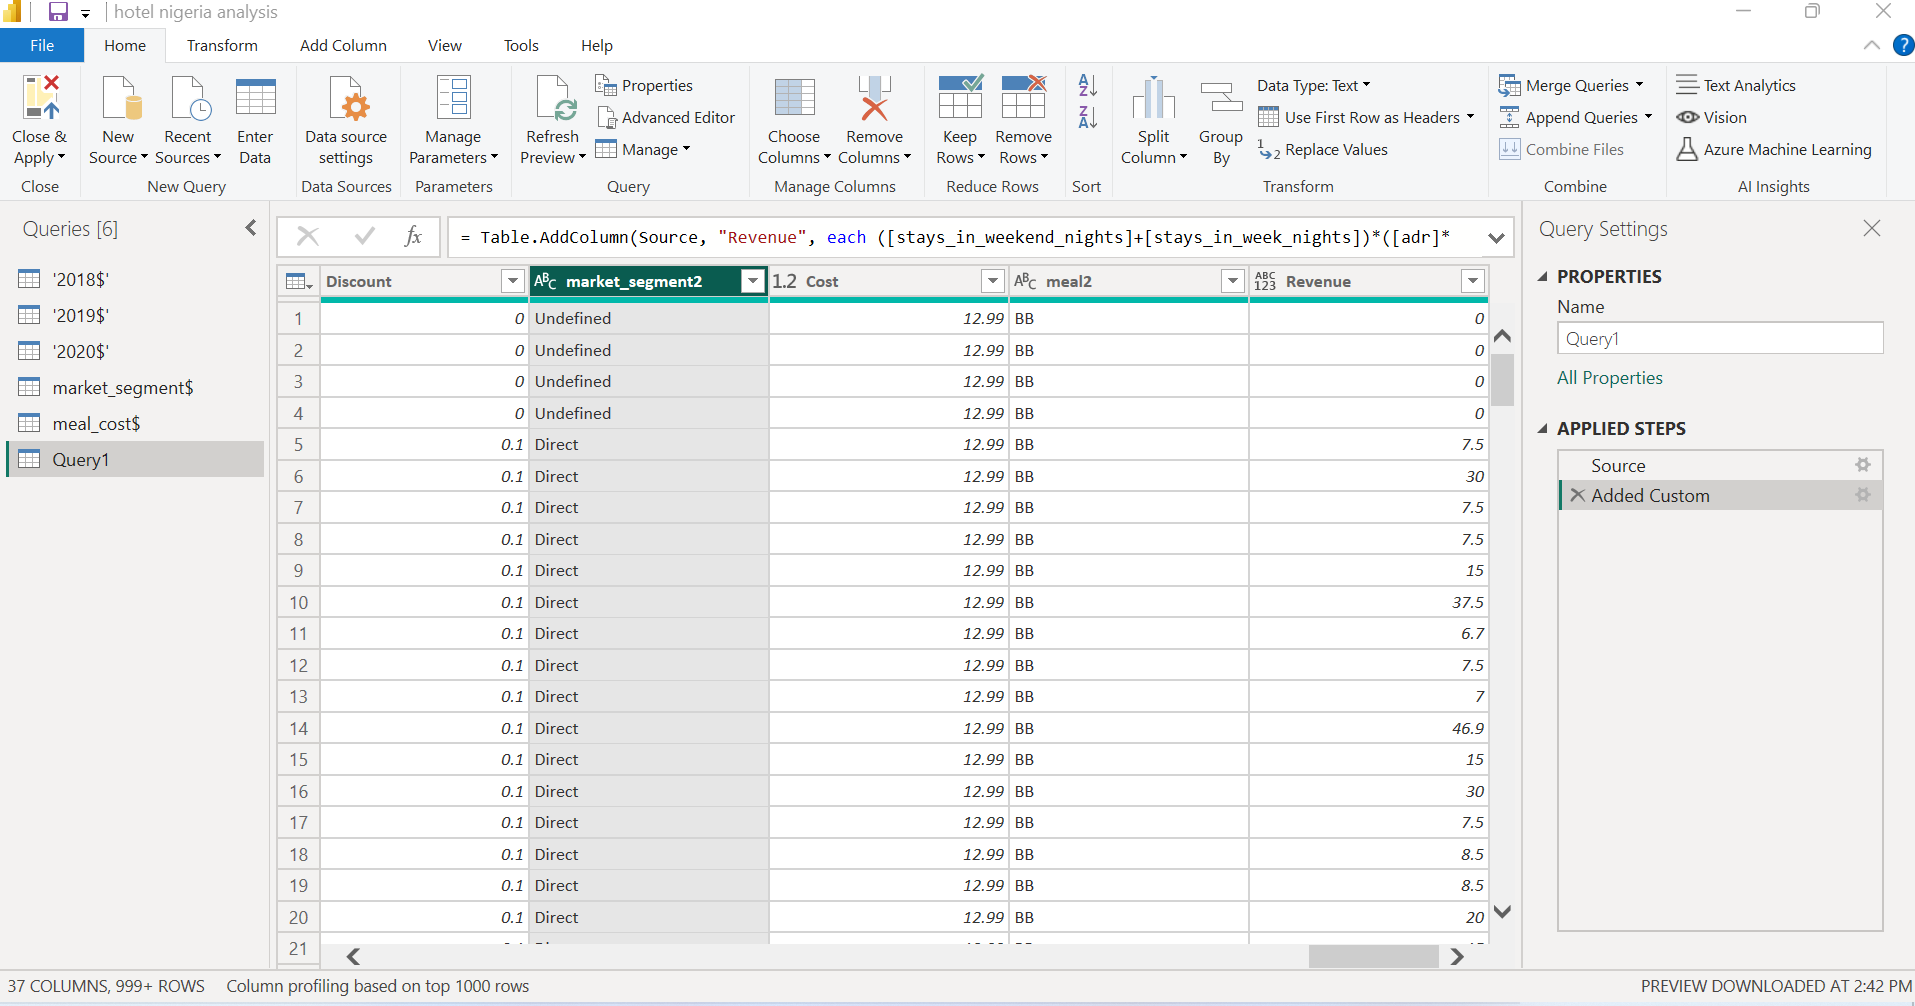 hotel nigeria analysis
File Home Transform Add Column View Tools Help ?
Close & Apply
New Source
Recent Sources
Enter Data
Data source settings
Manage Parameters
Refresh Preview
Properties
Advanced Editor
Manage
Choose Columns
Remove Columns
Keep Rows
Remove Rows
Split Column
Group By
Data Type: Text
Use First Row as Headers
Replace Values
Merge Queries
Append Queries
Combine Files
Text Analytics
Vision
Azure Machine Learning
Close New Query Data Sources Parameters Query Manage Columns Reduce Rows Sort Transform Combine AI Insights
Queries [6]
'2018$'
'2019$'
'2020$'
market_segment$
meal_cost$
Query1
fx = Table.AddColumn(Source, "Revenue", each ([stays_in_weekend_nights]+[stays_in_week_nights])*([adr]*
Discount ABC market_segment2 1.2 Cost ABC meal2 ABC 123 Revenue
1 0 Undefined 12.99 BB 0
2 0 Undefined 12.99 BB 0
3 0 Undefined 12.99 BB 0
4 0 Undefined 12.99 BB 0
5 0.1 Direct 12.99 BB 7.5
6 0.1 Direct 12.99 BB 30
7 0.1 Direct 12.99 BB 7.5
8 0.1 Direct 12.99 BB 7.5
9 0.1 Direct 12.99 BB 15
10 0.1 Direct 12.99 BB 37.5
11 0.1 Direct 12.99 BB 6.7
12 0.1 Direct 12.99 BB 7.5
13 0.1 Direct 12.99 BB 7
14 0.1 Direct 12.99 BB 46.9
15 0.1 Direct 12.99 BB 15
16 0.1 Direct 12.99 BB 30
17 0.1 Direct 12.99 BB 7.5
18 0.1 Direct 12.99 BB 8.5
19 0.1 Direct 12.99 BB 8.5
20 0.1 Direct 12.99 BB 20
21
Query Settings
PROPERTIES
Name
Query1
All Properties
APPLIED STEPS
Source
Added Custom
37 COLUMNS, 999+ ROWS Column profiling based on top 1000 rows PREVIEW DOWNLOADED AT 2:42 PM